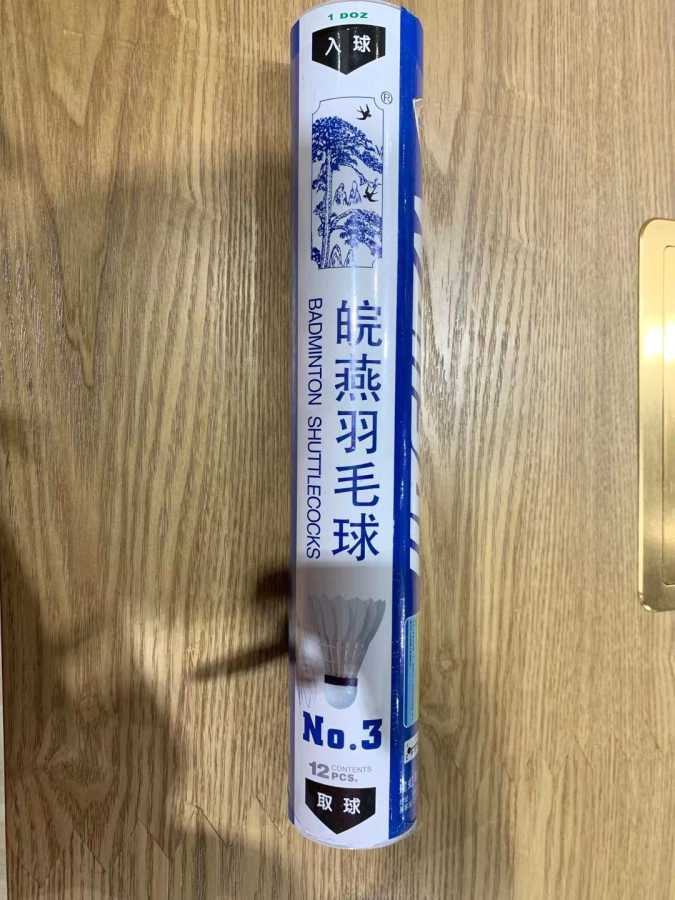 1 DOZ
入 球
®
皖燕羽毛球
BADMINTON SHUTTLECOCKS
No.3
12 CONTENTS
PCS.
取 球